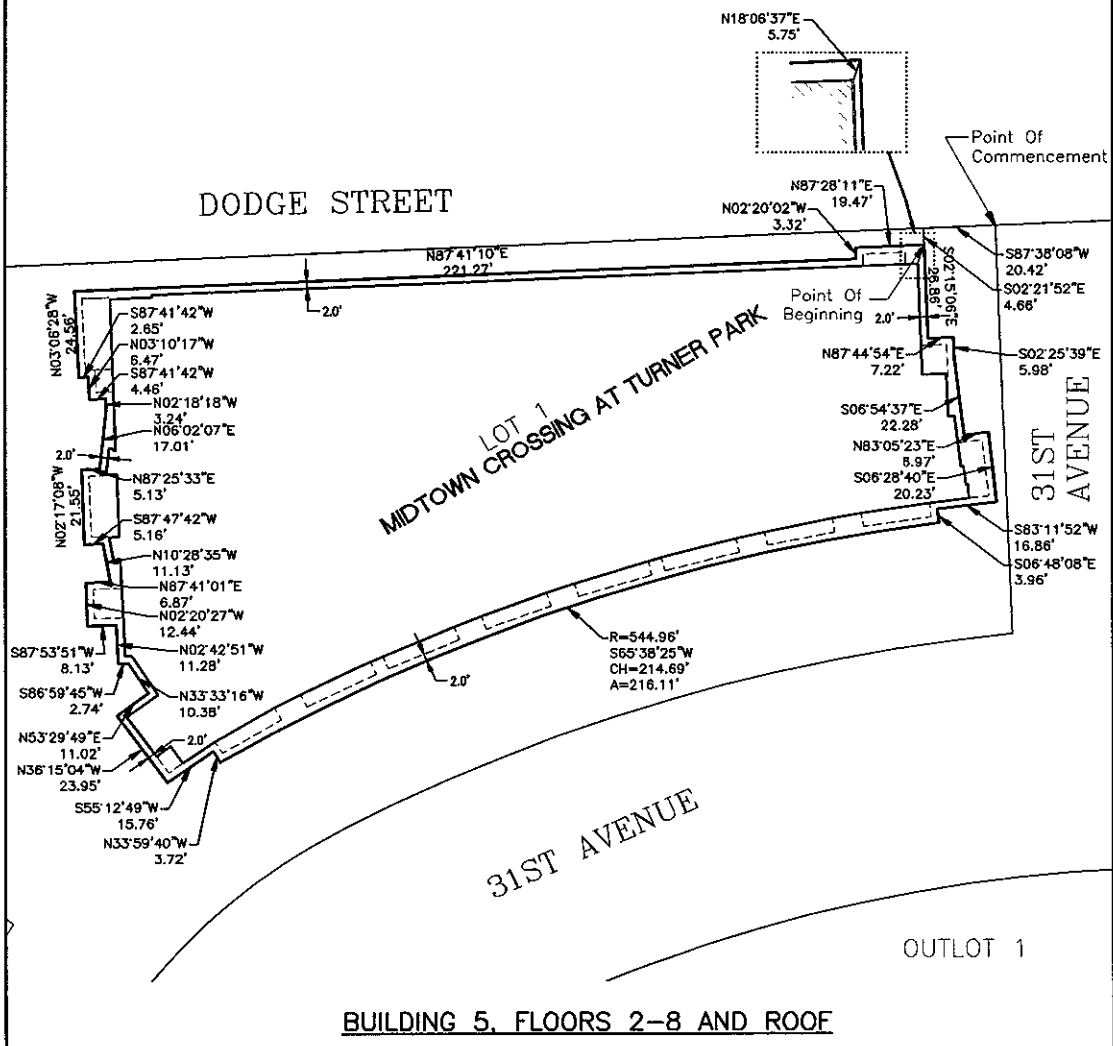 N18°06'37"E
5.75'
Point Of
Commencement
DODGE STREET
N87°28'11"E
19.47'
N02°20'02"W
3.32'
N87°41'10"E
221.27'
S02°15'06"E
26.86'
S87°38'08"W
20.42'
S02°21'52"E
4.66'
Point Of
Beginning
2.0'
2.0'
N03°06'28"W
24.56'
S87°41'42"W
2.65'
N03°10'17"W
6.47'
S87°41'42"W
4.46'
N02°18'18"W
3.24'
N06°02'07"E
17.01'
2.0'
N87°25'33"E
5.13'
N02°17'08"W
21.55'
S87°47'42"W
5.16'
N10°28'35"W
11.13'
N87°41'01"E
6.87'
N02°20'27"W
12.44'
S87°53'51"W
8.13'
N02°42'51"W
11.28'
S86°59'45"W
2.74'
N33°33'16"W
10.38'
N53°29'49"E
11.02'
N36°15'04"W
23.95'
2.0'
S55°12'49"W
15.76'
N33°59'40"W
3.72'
LOT 1
MIDTOWN CROSSING AT TURNER PARK
N87°44'54"E
7.22'
S02°25'39"E
5.98'
S06°54'37"E
22.28'
N83°05'23"E
6.97'
S06°28'40"E
20.23'
31ST
AVENUE
S83°11'52"W
16.86'
S06°48'08"E
3.96'
R=544.96'
S65°38'25"W
CH=214.69'
A=216.11'
2.0'
31ST AVENUE
OUTLOT 1
BUILDING 5, FLOORS 2-8 AND ROOF